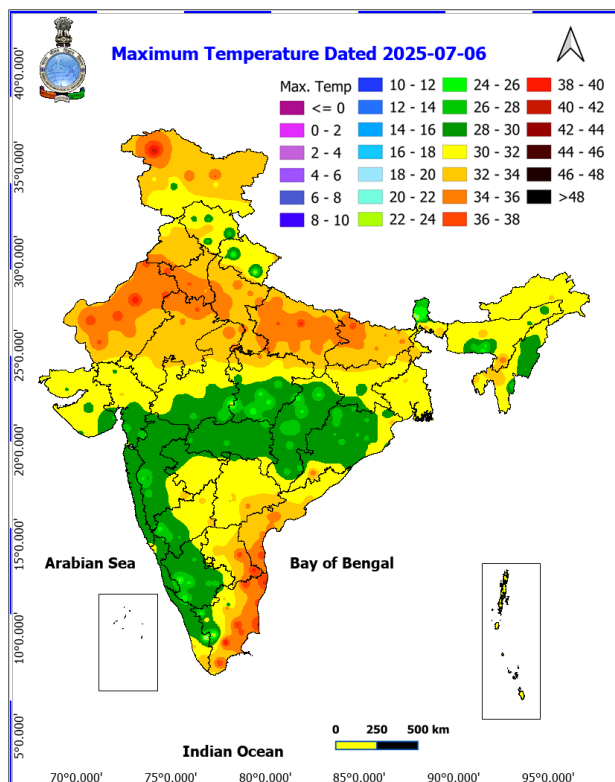 Maximum Temperature Dated 2025-07-06
Max. Temp
<= 0
0 - 2
2 - 4
4 - 6
6 - 8
8 - 10
10 - 12
12 - 14
14 - 16
16 - 18
18 - 20
20 - 22
22 - 24
24 - 26
26 - 28
28 - 30
30 - 32
32 - 34
34 - 36
36 - 38
38 - 40
40 - 42
42 - 44
44 - 46
46 - 48
>48
40°0.000'
35°0.000'
30°0.000'
25°0.000'
20°0.000'
15°0.000'
10°0.000'
5°0.000'
Arabian Sea
Bay of Bengal
0 250 500 km
Indian Ocean
70°0.000' 75°0.000' 80°0.000' 85°0.000' 90°0.000' 95°0.000'